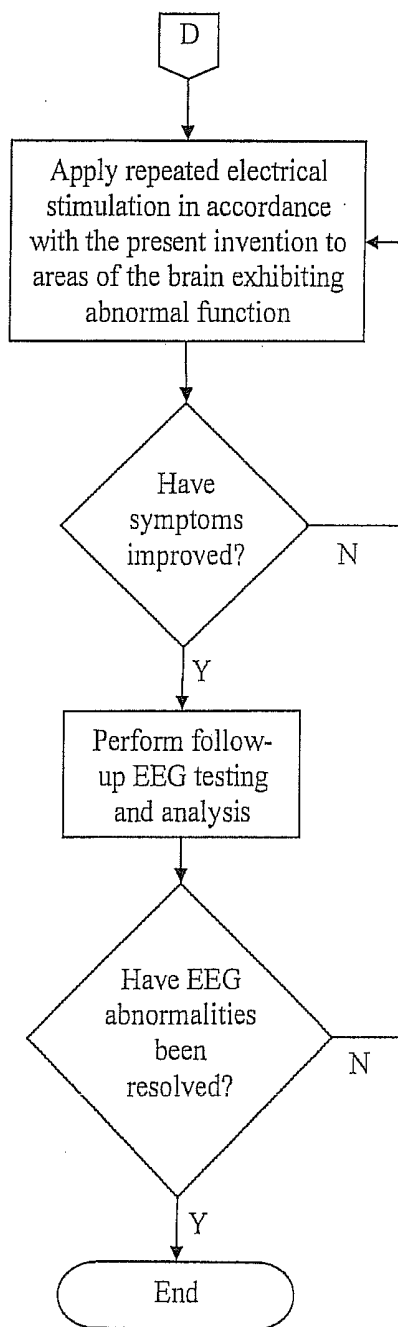 D
Apply repeated electrical
stimulation in accordance
with the present invention to
areas of the brain exhibiting
abnormal function
Have
symptoms
improved?
N
Y
Perform follow-
up EEG testing
and analysis
Have EEG
abnormalities
been
resolved?
N
Y
End